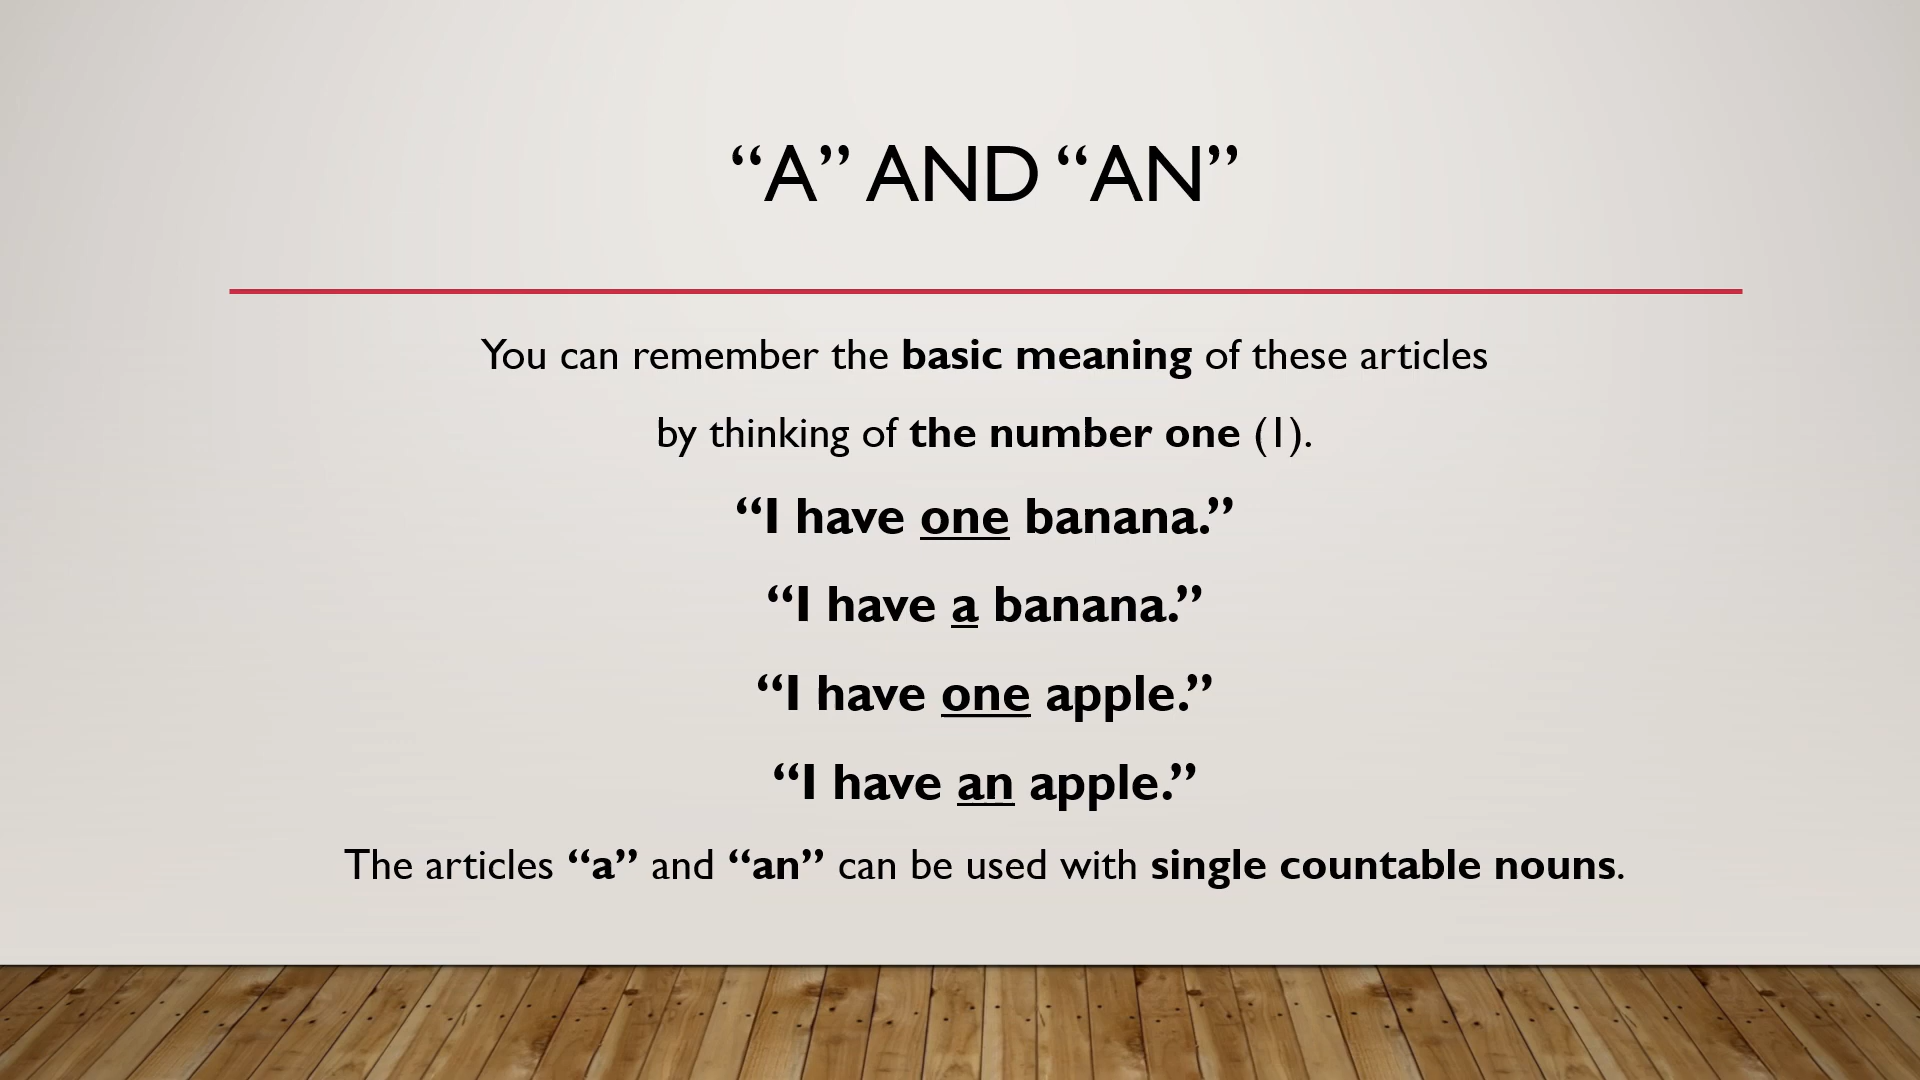 “A” AND “AN”
You can remember the basic meaning of these articles
by thinking of the number one (1).
“I have one banana.”
“I have a banana.”
“I have one apple.”
“I have an apple.”
The articles “a” and “an” can be used with single countable nouns.